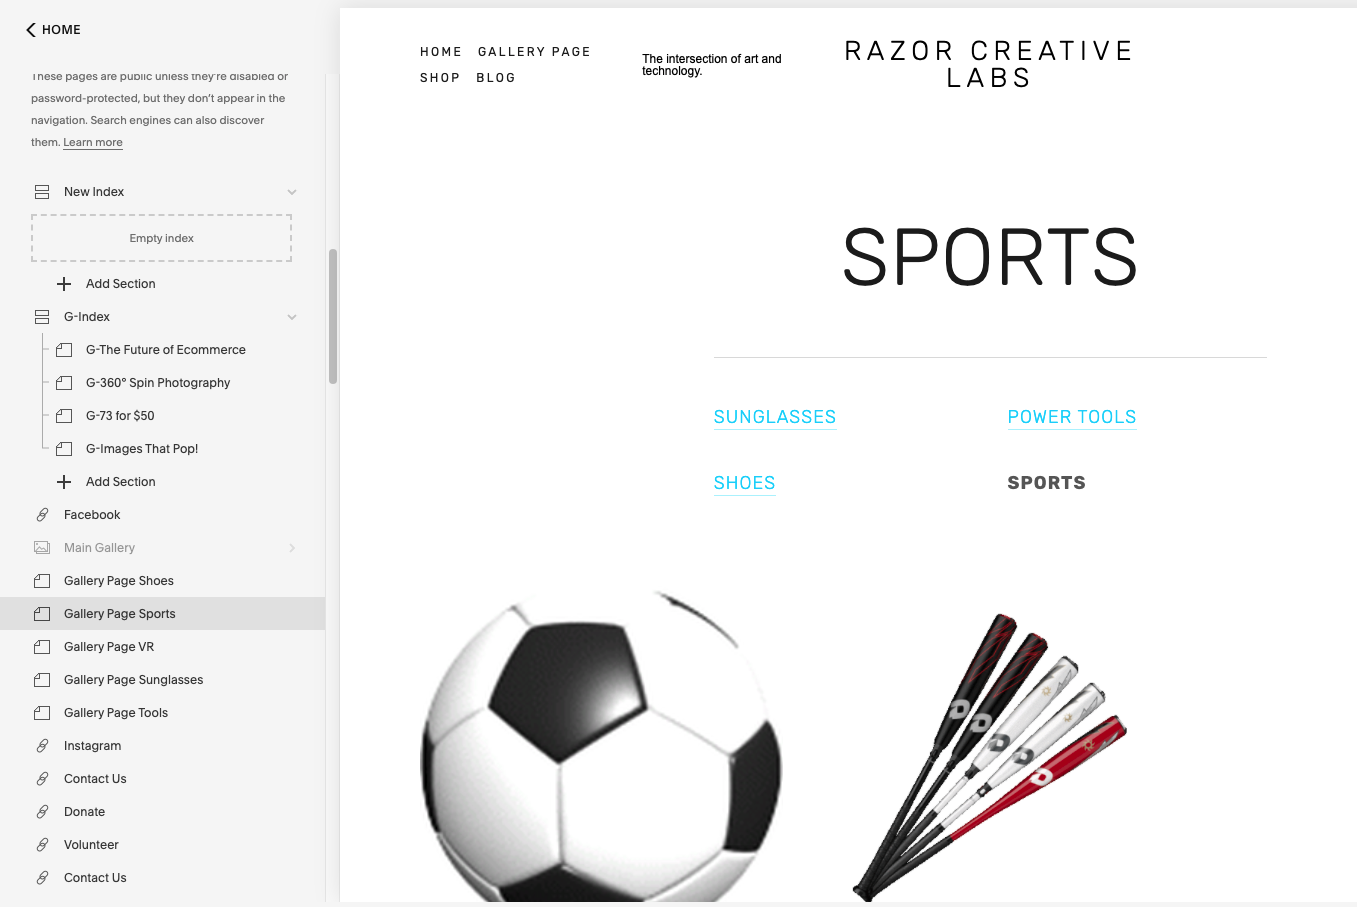 HOME
These pages are public unless they're disabled or
password-protected, but they don't appear in the
navigation. Search engines can also discover
them. Learn more
New Index
Empty index
Add Section
G-Index
G-The Future of Ecommerce
G-360° Spin Photography
G-73 for $50
G-Images That Pop!
Add Section
Facebook
Main Gallery
Gallery Page Shoes
Gallery Page Sports
Gallery Page VR
Gallery Page Sunglasses
Gallery Page Tools
Instagram
Contact Us
Donate
Volunteer
Contact Us
HOME GALLERY PAGE
SHOP BLOG
The intersection of art and
technology.
RAZOR CREATIVE
LABS
SPORTS
SUNGLASSES
POWER TOOLS
SHOES
SPORTS